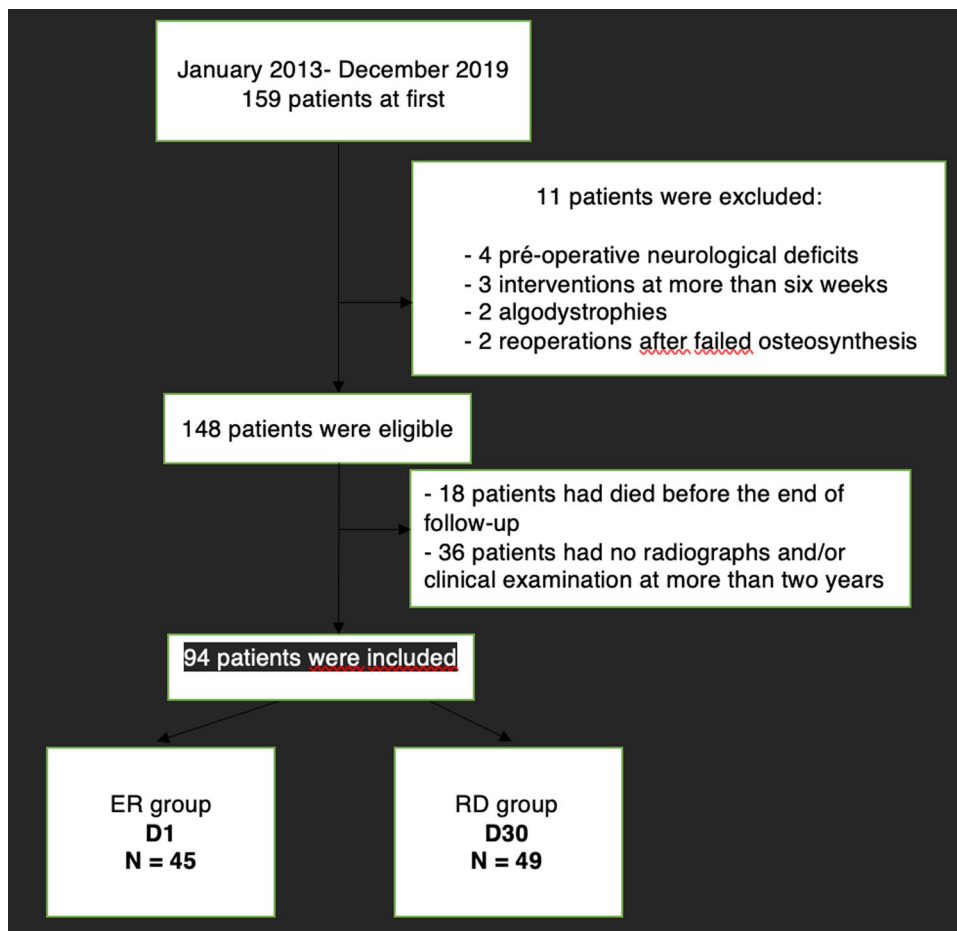 January 2013- December 2019
159 patients at first
11 patients were excluded:
- 4 pré-operative neurological deficits
- 3 interventions at more than six weeks
- 2 algodystrophies
- 2 reoperations after failed osteosynthesis
148 patients were eligible
- 18 patients had died before the end of
follow-up
- 36 patients had no radiographs and/or
clinical examination at more than two years
94 patients were included
ER group
D1
N = 45
RD group
D30
N = 49